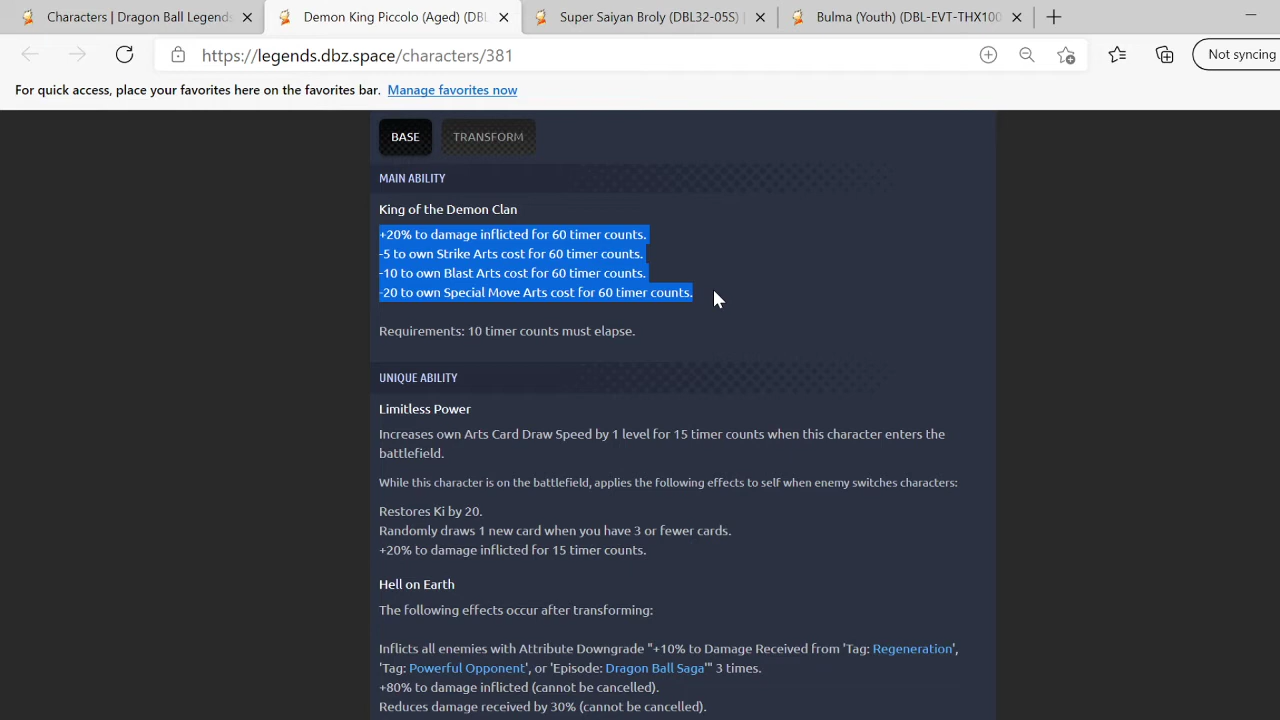 Characters | Dragon Ball Legends
Demon King Piccolo (Aged) (DBL
Super Saiyan Broly (DBL32-05S) |
Bulma (Youth) (DBL-EVT-THX100
https://legends.dbz.space/characters/381
Not syncing
For quick access, place your favorites here on the favorites bar. Manage favorites now
BASE TRANSFORM
MAIN ABILITY
King of the Demon Clan
+20% to damage inflicted for 60 timer counts.
-5 to own Strike Arts cost for 60 timer counts.
-10 to own Blast Arts cost for 60 timer counts.
-20 to own Special Move Arts cost for 60 timer counts.
Requirements: 10 timer counts must elapse.
UNIQUE ABILITY
Limitless Power
Increases own Arts Card Draw Speed by 1 level for 15 timer counts when this character enters the
battlefield.
While this character is on the battlefield, applies the following effects to self when enemy switches characters:
Restores Ki by 20.
Randomly draws 1 new card when you have 3 or fewer cards.
+20% to damage inflicted for 15 timer counts.
Hell on Earth
The following effects occur after transforming:
Inflicts all enemies with Attribute Downgrade "+10% to Damage Received from 'Tag: Regeneration',
'Tag: Powerful Opponent', or 'Episode: Dragon Ball Saga'" 3 times.
+80% to damage inflicted (cannot be cancelled).
Reduces damage received by 30% (cannot be cancelled).